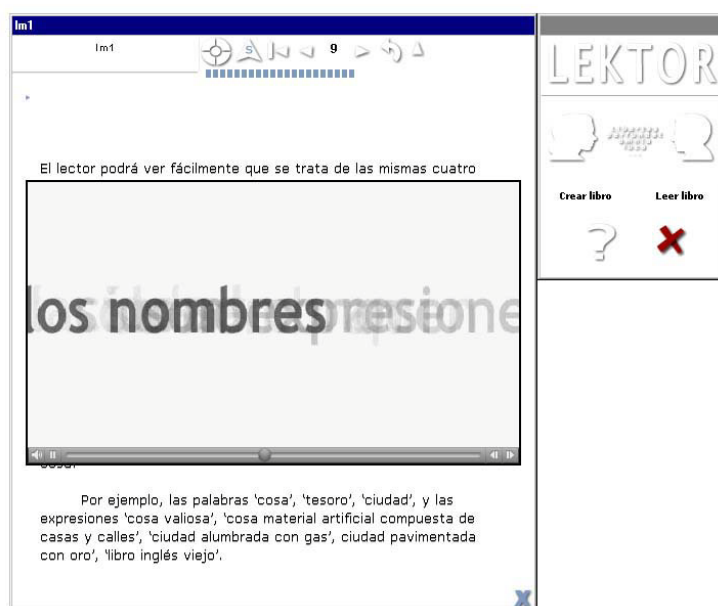 lm1
lm1
S
9
LEKTOR
El lector podrá ver fácilmente que se trata de las mismas cuatro
los nombres
Crear libro
Leer libro
Por ejemplo, las palabras 'cosa', 'tesoro', 'ciudad', y las
expresiones 'cosa valiosa', 'cosa material artificial compuesta de
casas y calles', 'ciudad alumbrada con gas', ciudad pavimentada
con oro', 'libro inglés viejo'.